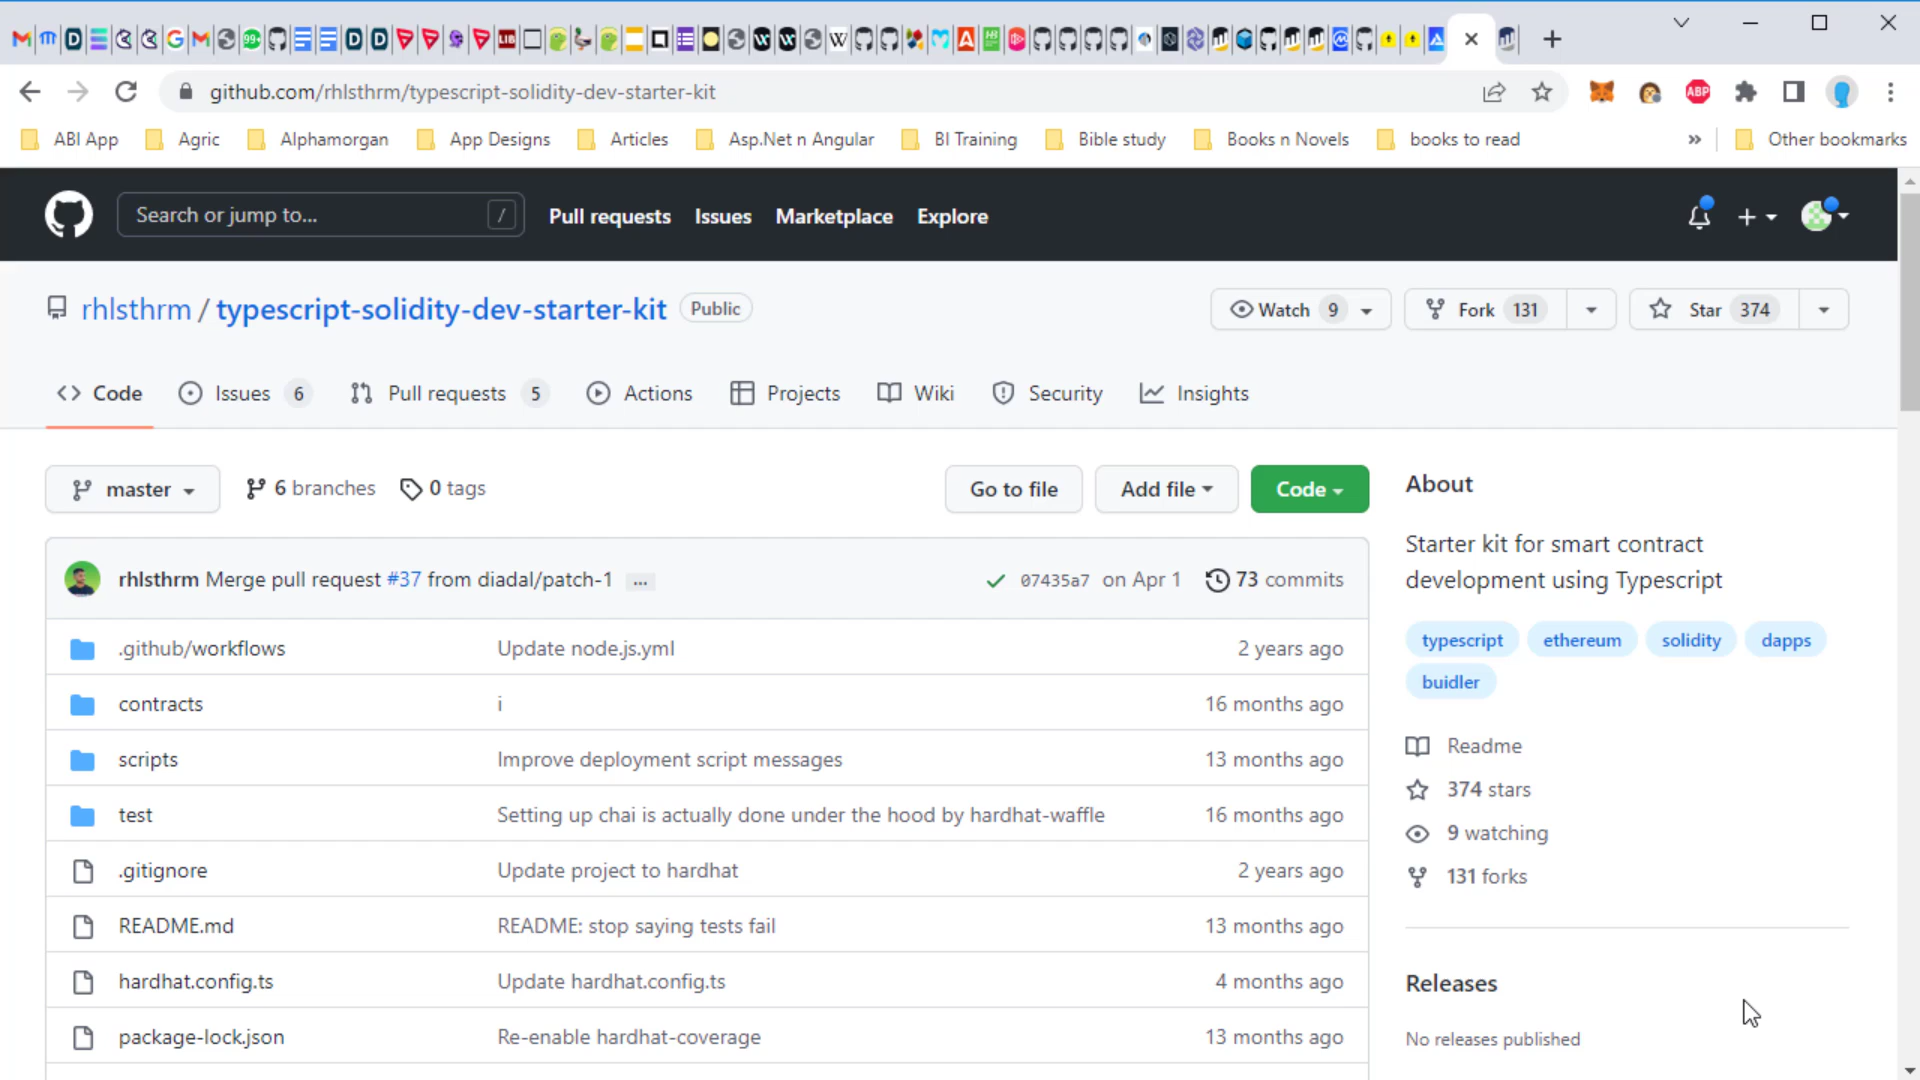 github.com/rhlsthrm/typescript-solidity-dev-starter-kit
ABP
ABI App Agric Alphamorgan App Designs Articles Asp.Net n Angular BI Training Bible study Books n Novels books to read » Other bookmarks
Search or jump to... / Pull requests Issues Marketplace Explore
rhlsthrm / typescript-solidity-dev-starter-kit Public Watch 9 Fork 131 Star 374
Code Issues 6 Pull requests 5 Actions Projects Wiki Security Insights
master 6 branches 0 tags Go to file Add file Code
rhlsthrm Merge pull request #37 from diadal/patch-1 ... 07435a7 on Apr 1 73 commits
.github/workflows Update node.js.yml 2 years ago
contracts i 16 months ago
scripts Improve deployment script messages 13 months ago
test Setting up chai is actually done under the hood by hardhat-waffle 16 months ago
.gitignore Update project to hardhat 2 years ago
README.md README: stop saying tests fail 13 months ago
hardhat.config.ts Update hardhat.config.ts 4 months ago
package-lock.json Re-enable hardhat-coverage 13 months ago
About
Starter kit for smart contract
development using Typescript
typescript ethereum solidity dapps
buidler
Readme
374 stars
9 watching
131 forks
Releases
No releases published